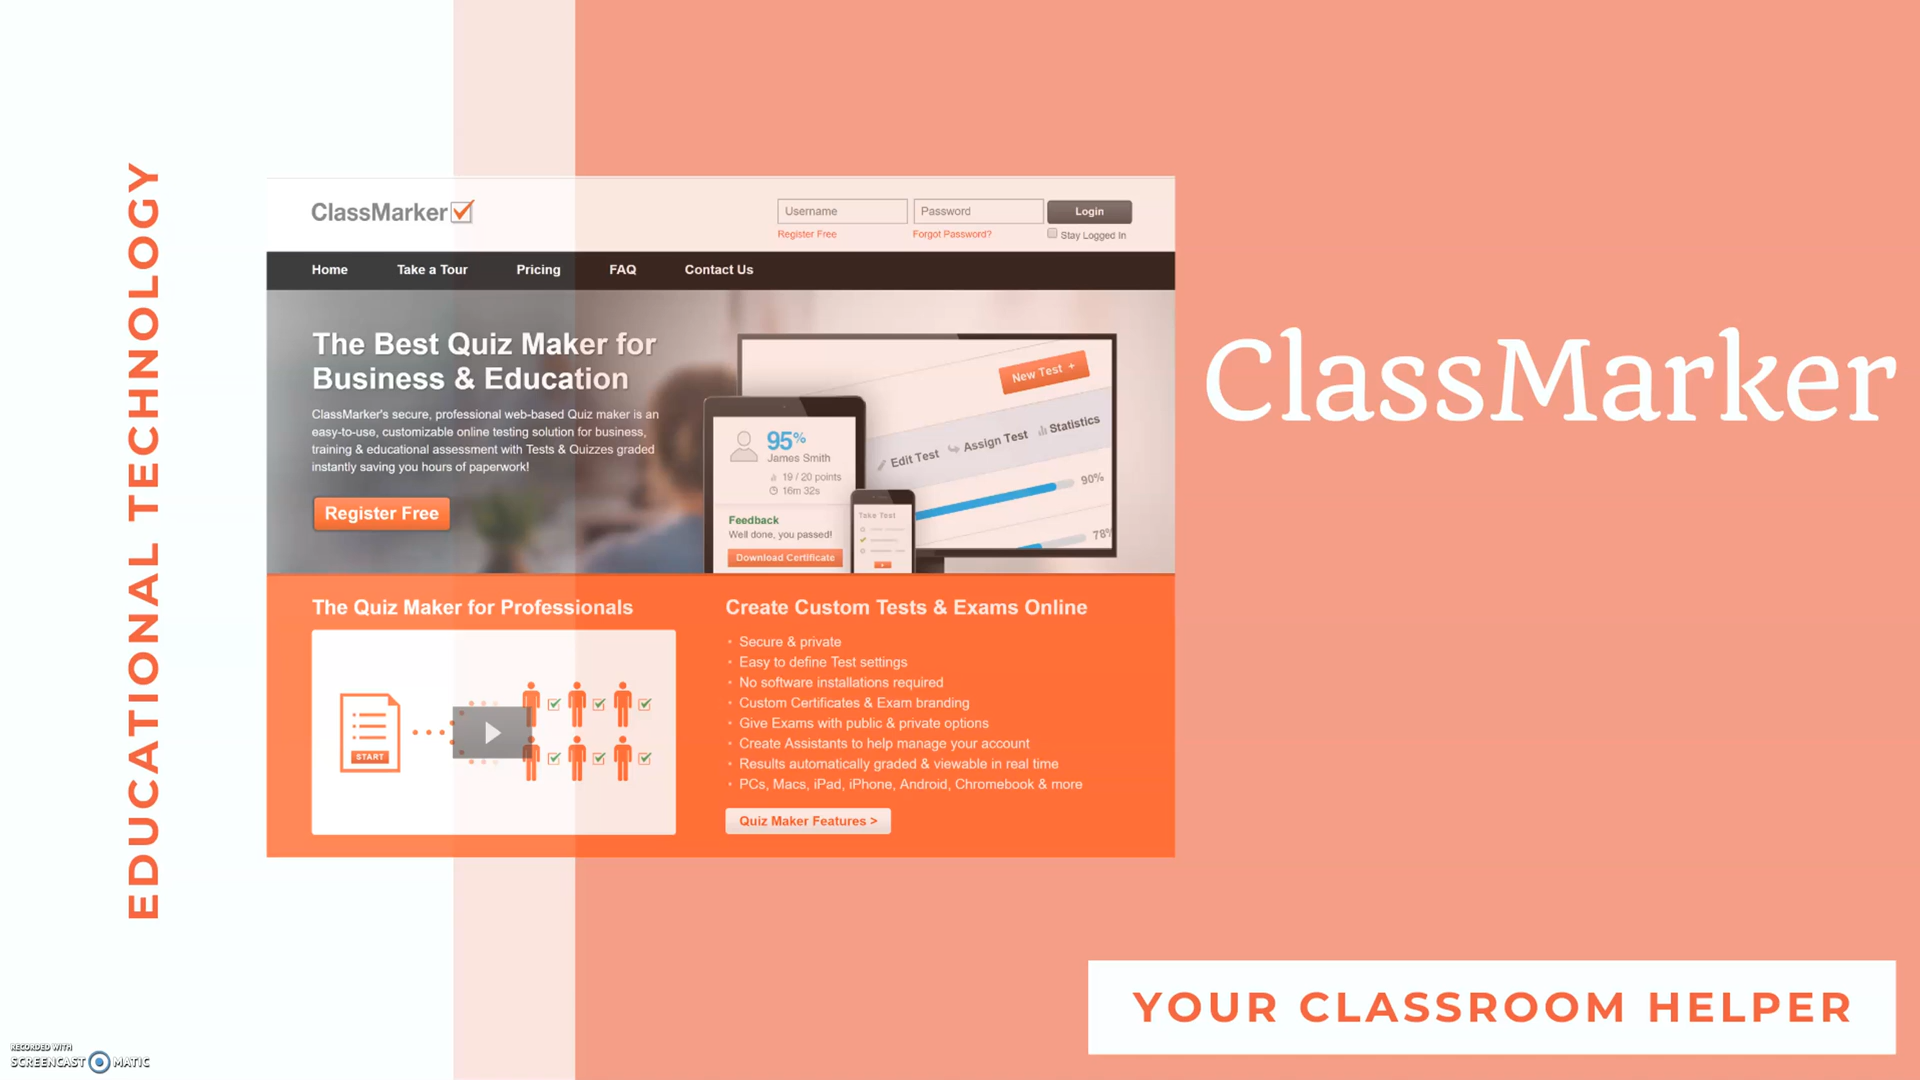 EDUCATIONAL TECHNOLOGY
ClassMarker
Username
Password
Login
Register Free
Forgot Password?
Stay Logged In
Home
Take a Tour
Pricing
FAQ
Contact Us
The Best Quiz Maker for
Business & Education
ClassMarker's secure, professional web-based Quiz maker is an
easy-to-use, customizable online testing solution for business,
training & educational assessment with Tests & Quizzes graded
instantly saving you hours of paperwork!
Register Free
New Test +
Edit Test
Assign Test
Statistics
90%
78%
95%
James Smith
19 / 20 points
16m 32s
Feedback
Well done, you passed!
Download Certificate
Take Test
The Quiz Maker for Professionals
START
Create Custom Tests & Exams Online
• Secure & private
• Easy to define Test settings
• No software installations required
• Custom Certificates & Exam branding
• Give Exams with public & private options
• Create Assistants to help manage your account
• Results automatically graded & viewable in real time
• PCs, Macs, iPad, iPhone, Android, Chromebook & more
Quiz Maker Features >
ClassMarker
YOUR CLASSROOM HELPER
RECORDED WITH
SCREENCAST MATIC